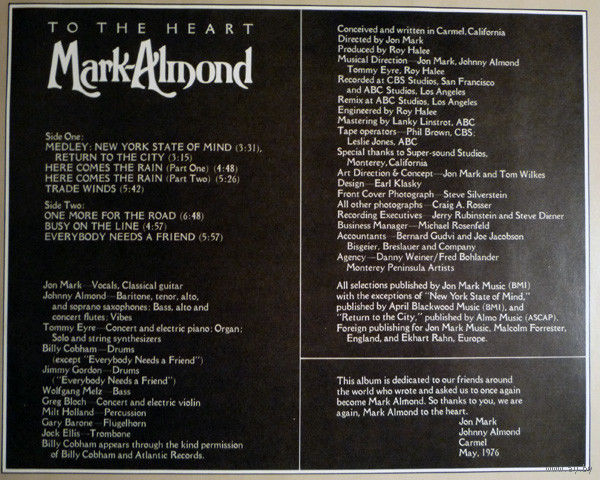 TO THE HEART
Mark-Almond
Side One:
MEDLEY: NEW YORK STATE OF MIND (3:31),
RETURN TO THE CITY (3:15)
HERE COMES THE RAIN (Part One) (4:48)
HERE COMES THE RAIN (Part Two) (5:26)
TRADE WINDS (5:42)
Side Two:
ONE MORE FOR THE ROAD (6:48)
BUSY ON THE LINE (4:57)
EVERYBODY NEEDS A FRIEND (5:57)
Jon Mark—Vocals, Classical guitar
Johnny Almond—Baritone, tenor, alto,
and soprano saxophones; Bass, alto and
concert flutes; Vibes
Tommy Eyre—Concert and electric piano; Organ;
Solo and string synthesizers
Billy Cobham—Drums
(except "Everybody Needs a Friend")
Jimmy Gordon—Drums
("Everybody Needs a Friend")
Wolfgang Melz—Bass
Greg Bloch—Concert and electric violin
Milt Holland—Percussion
Gary Barone—Flugelhorn
Jock Ellis—Trombone
Billy Cobham appears through the kind permission
of Billy Cobham and Atlantic Records.
Conceived and written in Carmel, California
Directed by Jon Mark
Produced by Roy Halee
Musical Direction—Jon Mark, Johnny Almond
Tommy Eyre, Roy Halee
Recorded at CBS Studios, San Francisco
and ABC Studios, Los Angeles
Remix at ABC Studios, Los Angeles
Engineered by Roy Halee
Mastering by Lanky Linstrot, ABC
Tape operators—Phil Brown, CBS;
Leslie Jones, ABC
Special thanks to Super-sound Studios,
Monterey, California
Art Direction & Concept—Jon Mark and Tom Wilkes
Design—Earl Klasky
Front Cover Photograph—Steve Silverstein
All other photographs—Craig A. Rosser
Recording Executives—Jerry Rubinstein and Steve Diener
Business Manager—Michael Rosenfeld
Accountants—Bernard Gudvi and Joe Jacobson
Bisgeier, Breslauer and Company
Agency—Danny Weiner/Fred Bohlander
Monterey Peninsula Artists
All selections published by Jon Mark Music (BMI)
with the exceptions of "New York State of Mind,"
published by April Blackwood Music (BMI), and
"Return to the City," published by Almo Music (ASCAP).
Foreign publishing for Jon Mark Music, Malcolm Forrester,
England, and Ekhart Rahn, Europe.
This album is dedicated to our friends around
the world who wrote and asked us to once again
become Mark Almond. So thanks to you, we are
again, Mark Almond to the heart.
Jon Mark
Johnny Almond
Carmel
May, 1976